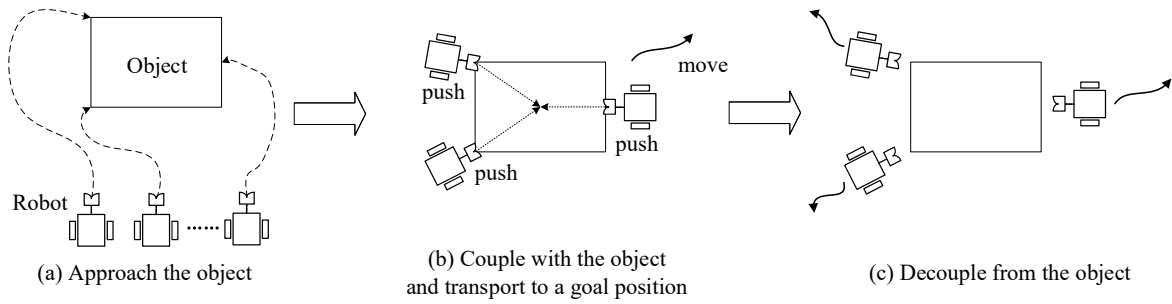 Object
Robot
(a) Approach the object
push
push
push
move
(b) Couple with the object
and transport to a goal position
(c) Decouple from the object